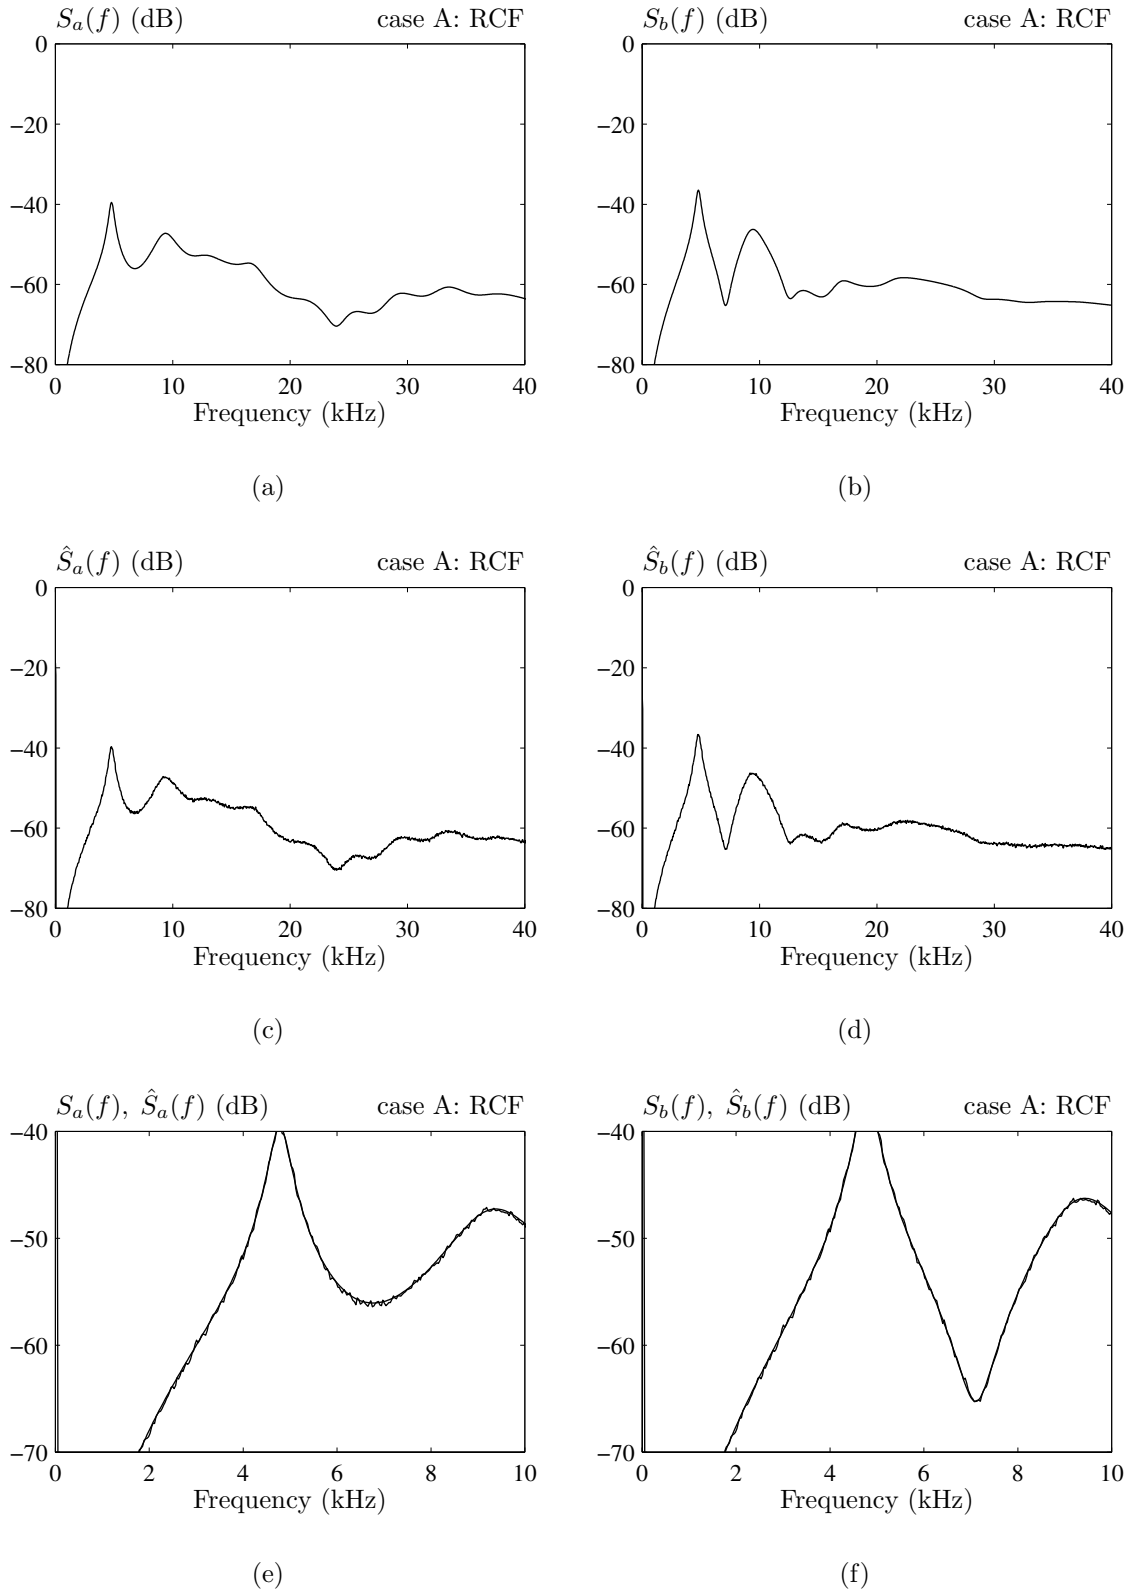 S_a(f) (dB) case A: RCF
0
−20
−40
−60
−80
0 10 20 30 40
Frequency (kHz)
(a)
S_b(f) (dB) case A: RCF
0
−20
−40
−60
−80
0 10 20 30 40
Frequency (kHz)
(b)
Ŝ_a(f) (dB) case A: RCF
0
−20
−40
−60
−80
0 10 20 30 40
Frequency (kHz)
(c)
Ŝ_b(f) (dB) case A: RCF
0
−20
−40
−60
−80
0 10 20 30 40
Frequency (kHz)
(d)
S_a(f), Ŝ_a(f) (dB) case A: RCF
−40
−50
−60
−70
0 2 4 6 8 10
Frequency (kHz)
(e)
S_b(f), Ŝ_b(f) (dB) case A: RCF
−40
−50
−60
−70
0 2 4 6 8 10
Frequency (kHz)
(f)